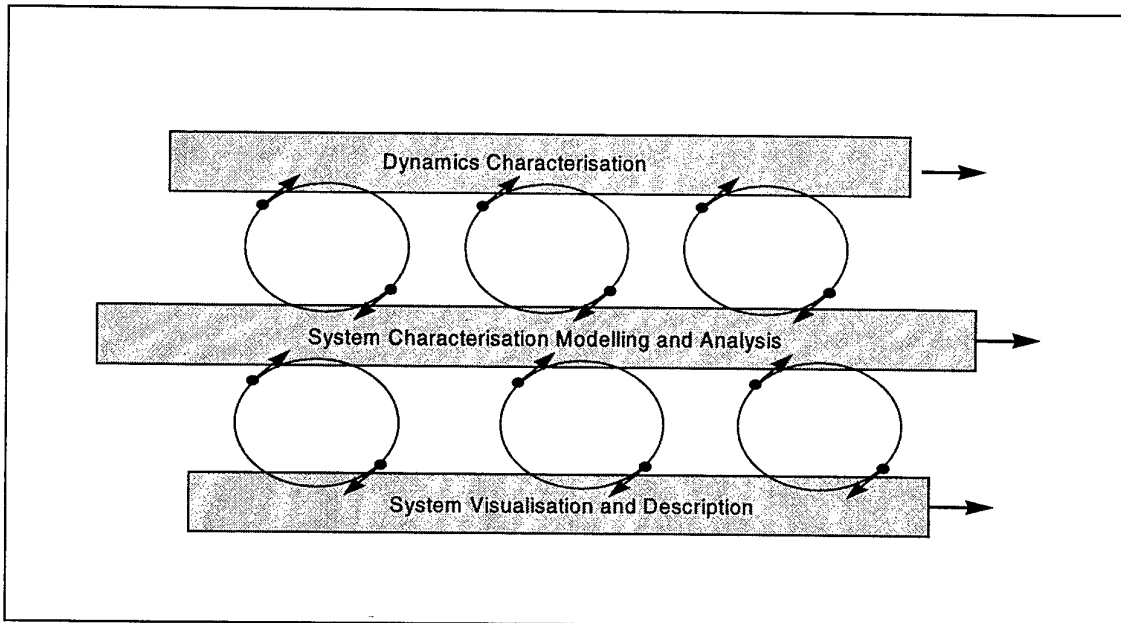 Dynamics Characterisation
System Characterisation Modelling and Analysis
System Visualisation and Description